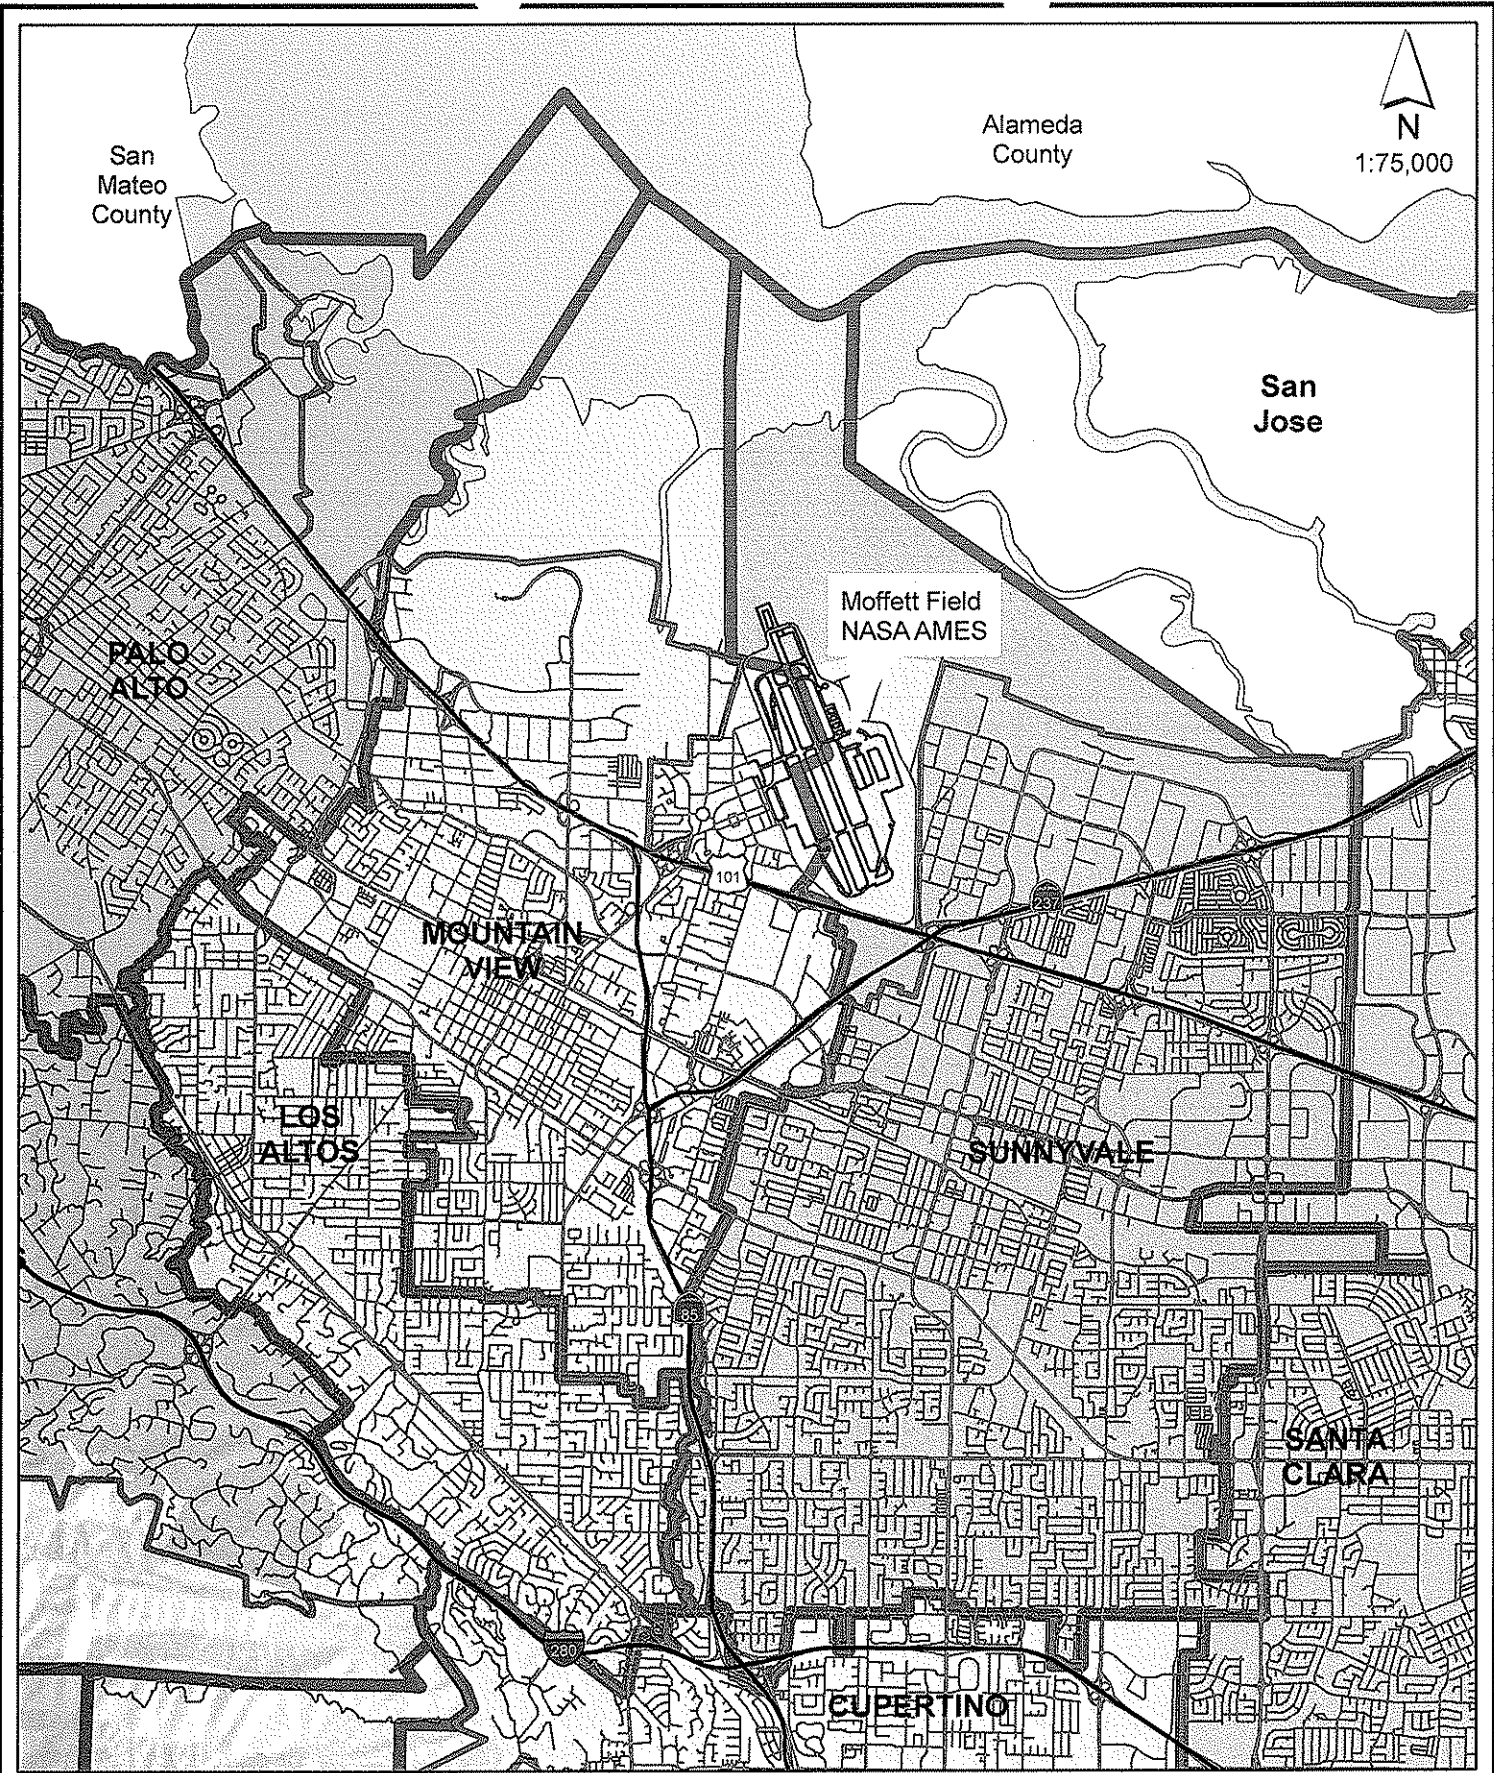 San
Mateo
County
Alameda
County
N
1:75,000
San
Jose
Moffett Field
NASA AMES
PALO
ALTO
101
237
MOUNTAIN
VIEW
LOS
ALTOS
SUNNYVALE
85
SANTA
CLARA
280
CUPERTINO